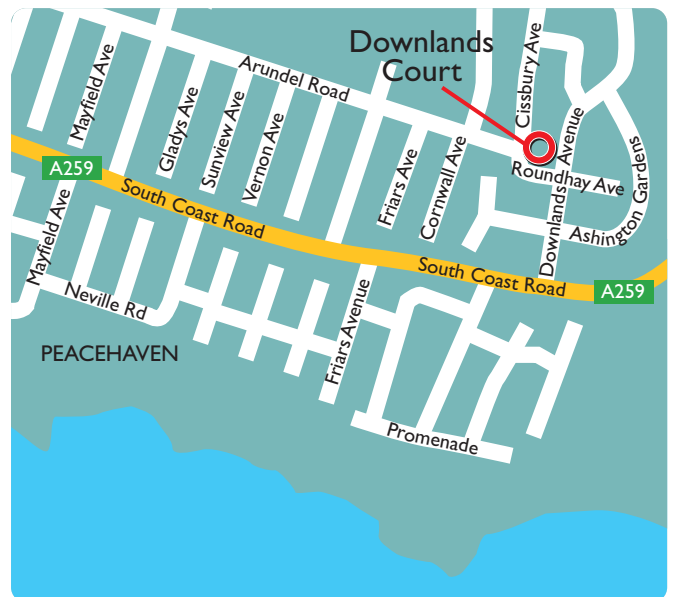 Downlands
Court
Cissbury Ave
Arundel Road
Mayfield Ave
Gladys Ave
Sunview Ave
Vernon Ave
Friars Ave
Cornwall Ave
Roundhay Ave
Downlands Avenue
Ashington Gardens
A259
South Coast Road
South Coast Road
A259
Mayfield Ave
Neville Rd
Friars Avenue
PEACEHAVEN
Promenade